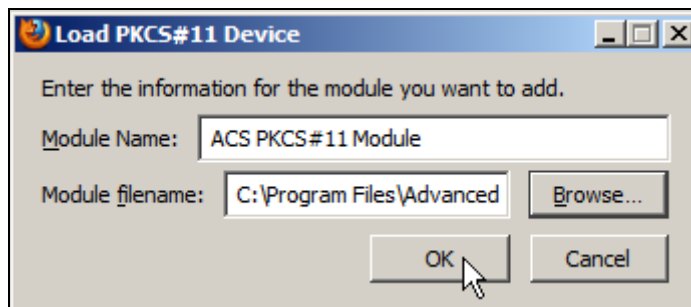 Load PKCS#11 Device
Enter the information for the module you want to add.
Module Name: ACS PKCS#11 Module
Module filename: C:\Program Files\Advanced Browse...
OK Cancel